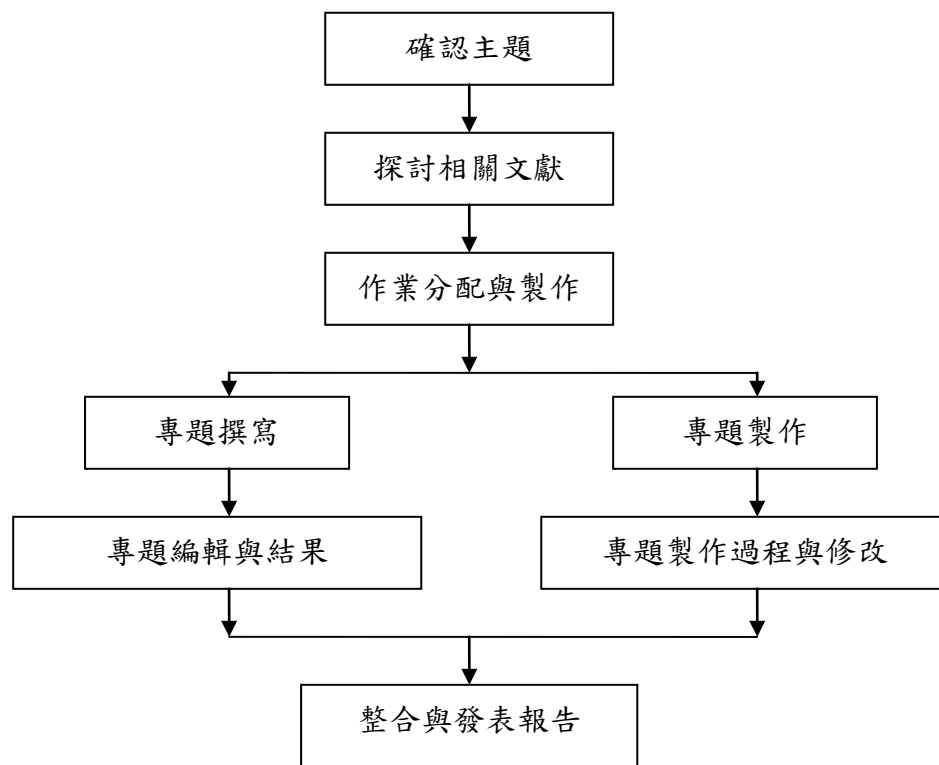 確認主題
探討相關文獻
作業分配與製作
專題撰寫
專題製作
專題編輯與結果
專題製作過程與修改
整合與發表報告